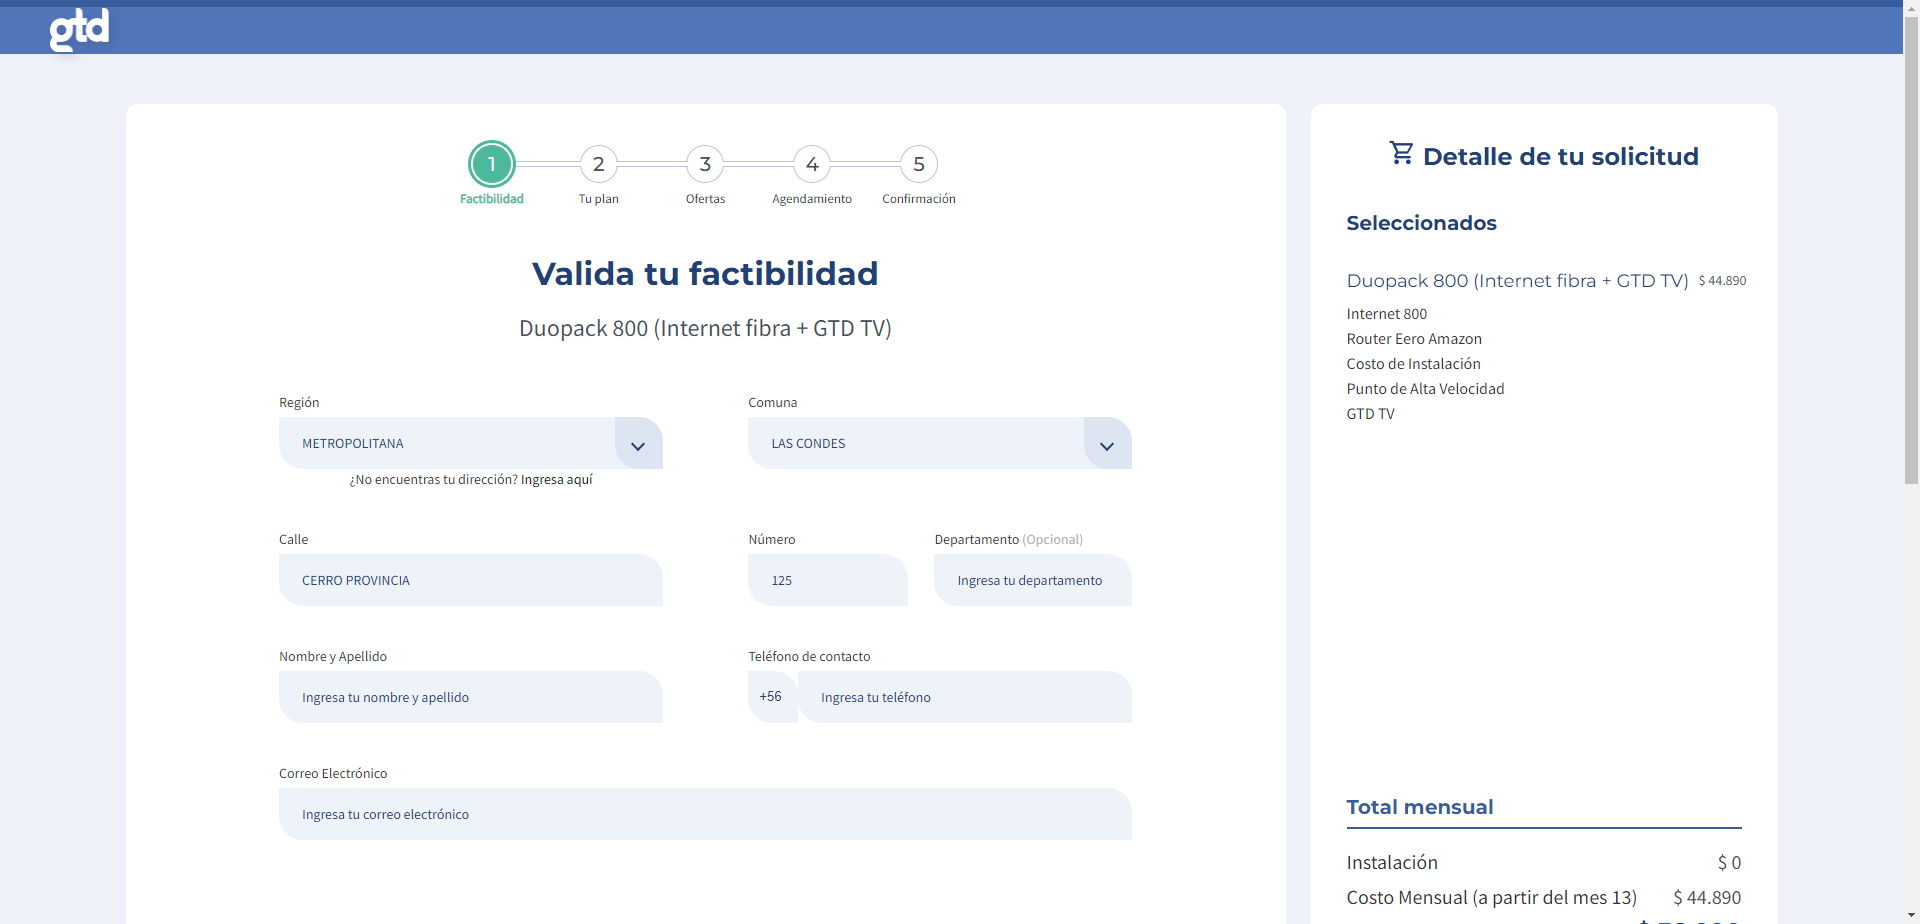 gtd
1 2 3 4 5
Factibilidad Tu plan Ofertas Agendamiento Confirmación
Valida tu factibilidad
Duopack 800 (Internet fibra + GTD TV)
Región Comuna
METROPOLITANA LAS CONDES
¿No encuentras tu dirección? Ingresa aquí
Calle Número Departamento (Opcional)
CERRO PROVINCIA 125 Ingresa tu departamento
Nombre y Apellido Teléfono de contacto
Ingresa tu nombre y apellido +56 Ingresa tu teléfono
Correo Electrónico
Ingresa tu correo electrónico
Detalle de tu solicitud
Seleccionados
Duopack 800 (Internet fibra + GTD TV) $ 44.890
Internet 800
Router Eero Amazon
Costo de Instalación
Punto de Alta Velocidad
GTD TV
Total mensual
Instalación $ 0
Costo Mensual (a partir del mes 13) $ 44.890